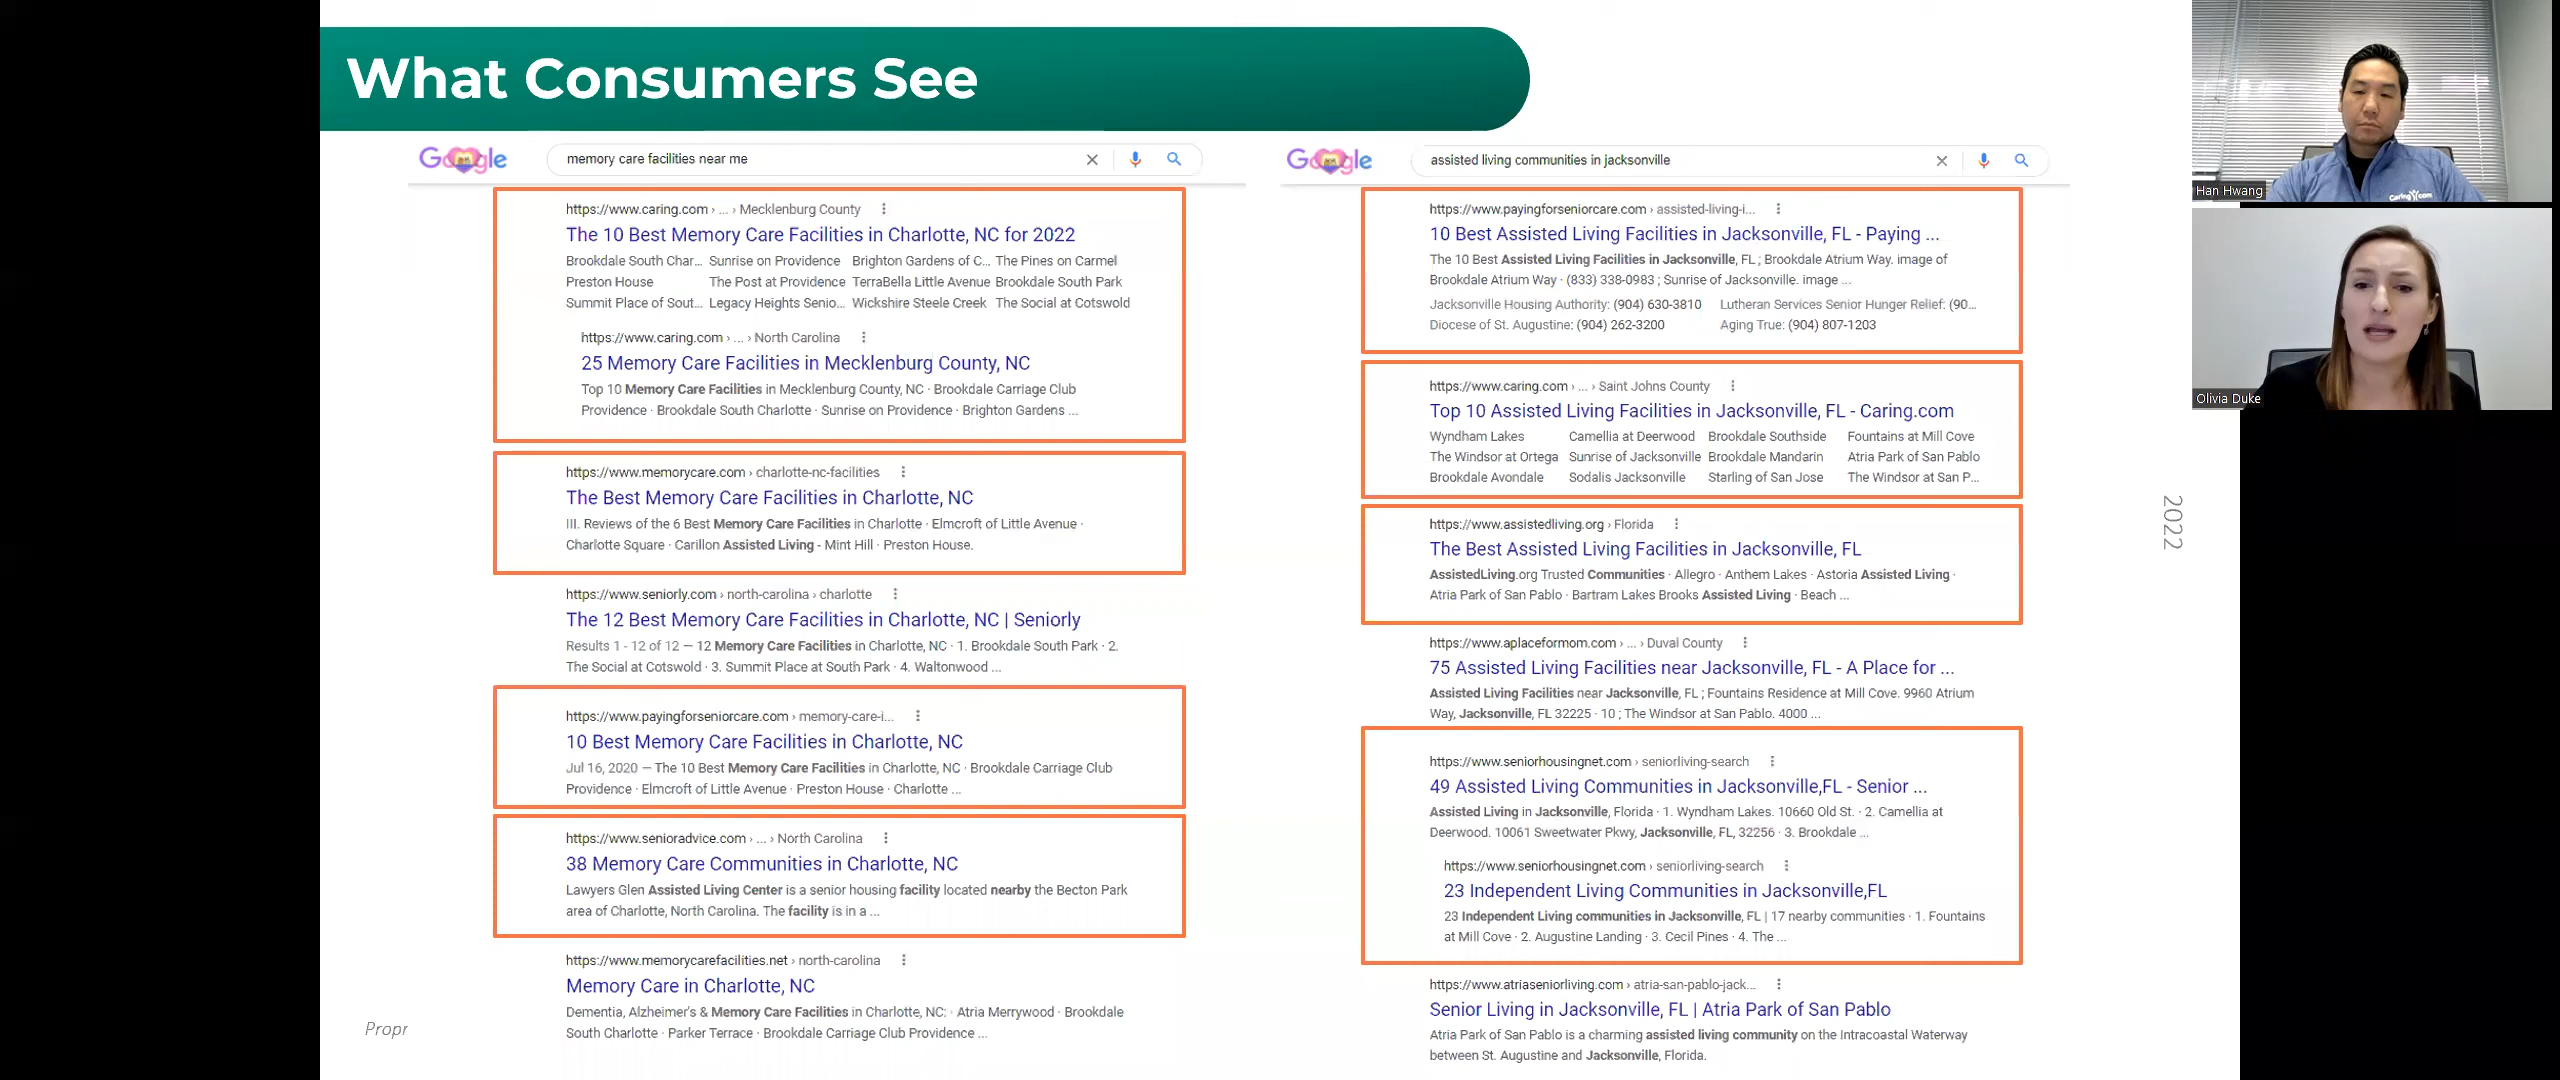 What Consumers See
Google
memory care facilities near me
https://www.caring.com › ... › Mecklenburg County
The 10 Best Memory Care Facilities in Charlotte, NC for 2022
Brookdale South Char... Sunrise on Providence Brighton Gardens of C... The Pines on Carmel
Preston House The Post at Providence TerraBella Little Avenue Brookdale South Park
Summit Place of Sout... Legacy Heights Senio... Wickshire Steele Creek The Social at Cotswold
https://www.caring.com › ... › North Carolina
25 Memory Care Facilities in Mecklenburg County, NC
Top 10 Memory Care Facilities in Mecklenburg County, NC · Brookdale Carriage Club
Providence · Brookdale South Charlotte · Sunrise on Providence · Brighton Gardens ...
https://www.memorycare.com › charlotte-nc-facilities
The Best Memory Care Facilities in Charlotte, NC
III. Reviews of the 6 Best Memory Care Facilities in Charlotte · Elmcroft of Little Avenue ·
Charlotte Square · Carillon Assisted Living - Mint Hill · Preston House.
https://www.seniorly.com › north-carolina › charlotte
The 12 Best Memory Care Facilities in Charlotte, NC | Seniorly
Results 1 - 12 of 12 — 12 Memory Care Facilities in Charlotte, NC · 1. Brookdale South Park · 2.
The Social at Cotswold · 3. Summit Place at South Park · 4. Waltonwood ...
https://www.payingforseniorcare.com › memory-care-i...
10 Best Memory Care Facilities in Charlotte, NC
Jul 16, 2020 — The 10 Best Memory Care Facilities in Charlotte, NC · Brookdale Carriage Club
Providence · Elmcroft of Little Avenue · Preston House · Charlotte ...
https://www.senioradvice.com › ... › North Carolina
38 Memory Care Communities in Charlotte, NC
Lawyers Glen Assisted Living Center is a senior housing facility located nearby the Becton Park
area of Charlotte, North Carolina. The facility is in a ...
https://www.memorycarefacilities.net › north-carolina
Memory Care in Charlotte, NC
Dementia, Alzheimer's & Memory Care Facilities in Charlotte, NC: · Atria Merrywood · Brookdale
South Charlotte · Parker Terrace · Brookdale Carriage Club Providence ...
Propr
Google
assisted living communities in jacksonville
https://www.payingforseniorcare.com › assisted-living-i...
10 Best Assisted Living Facilities in Jacksonville, FL - Paying ...
The 10 Best Assisted Living Facilities in Jacksonville, FL ; Brookdale Atrium Way. image of
Brookdale Atrium Way · (833) 338-0983 ; Sunrise of Jacksonville. image ...
Jacksonville Housing Authority: (904) 630-3810 Lutheran Services Senior Hunger Relief: (90...
Diocese of St. Augustine: (904) 262-3200 Aging True: (904) 807-1203
https://www.caring.com › ... › Saint Johns County
Top 10 Assisted Living Facilities in Jacksonville, FL - Caring.com
Wyndham Lakes Camellia at Deerwood Brookdale Southside Fountains at Mill Cove
The Windsor at Ortega Sunrise of Jacksonville Brookdale Mandarin Atria Park of San Pablo
Brookdale Avondale Sodalis Jacksonville Starling of San Jose The Windsor at San P...
https://www.assistedliving.org › Florida
The Best Assisted Living Facilities in Jacksonville, FL
AssistedLiving.org Trusted Communities · Allegro · Anthem Lakes · Astoria Assisted Living ·
Atria Park of San Pablo · Bartram Lakes Brooks Assisted Living · Beach ...
https://www.aplaceformom.com › ... › Duval County
75 Assisted Living Facilities near Jacksonville, FL - A Place for ...
Assisted Living Facilities near Jacksonville, FL ; Fountains Residence at Mill Cove. 9960 Atrium
Way, Jacksonville, FL 32225 · 10 ; The Windsor at San Pablo. 4000 ...
https://www.seniorhousingnet.com › seniorliving-search
49 Assisted Living Communities in Jacksonville,FL - Senior ...
Assisted Living in Jacksonville, Florida · 1. Wyndham Lakes. 10660 Old St. · 2. Camellia at
Deerwood. 10061 Sweetwater Pkwy, Jacksonville, FL, 32256 · 3. Brookdale ...
https://www.seniorhousingnet.com › seniorliving-search
23 Independent Living Communities in Jacksonville,FL
23 Independent Living communities in Jacksonville, FL | 17 nearby communities · 1. Fountains
at Mill Cove · 2. Augustine Landing · 3. Cecil Pines · 4. The ...
https://www.atriaseniorliving.com › atria-san-pablo-jack...
Senior Living in Jacksonville, FL | Atria Park of San Pablo
Atria Park of San Pablo is a charming assisted living community on the Intracoastal Waterway
between St. Augustine and Jacksonville, Florida.
2022
Caring.com
Han Hwang
Olivia Duke